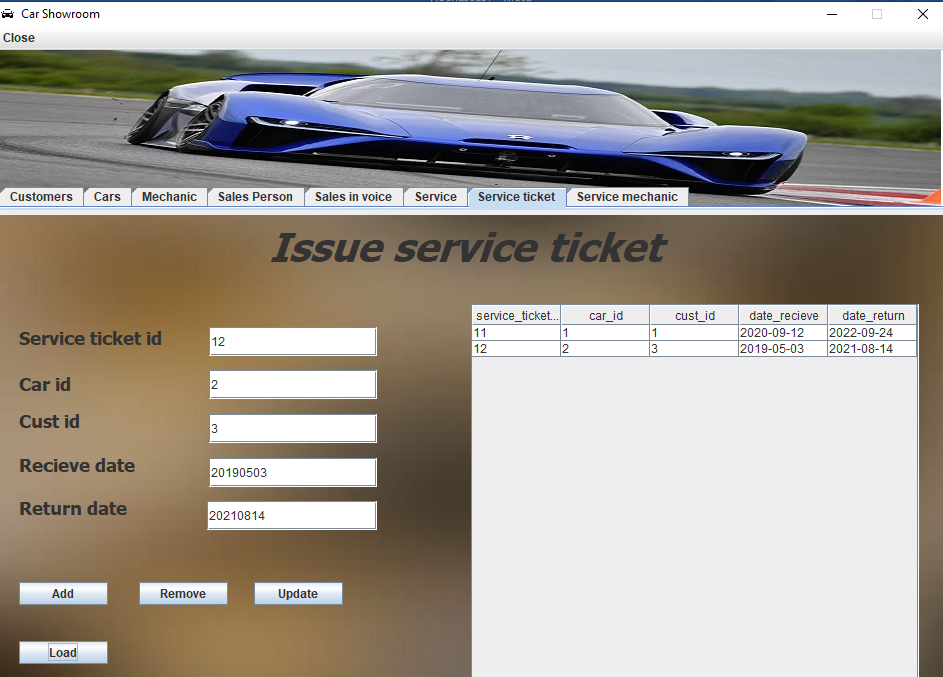 Car Showroom
Close
Customers Cars Mechanic Sales Person Sales in voice Service Service ticket Service mechanic
Issue service ticket
Service ticket id 12
Car id 2
Cust id 3
Recieve date 20190503
Return date 20210814
Add Remove Update
Load
service_ticket... car_id cust_id date_recieve date_return
11 1 1 2020-09-12 2022-09-24
12 2 3 2019-05-03 2021-08-14